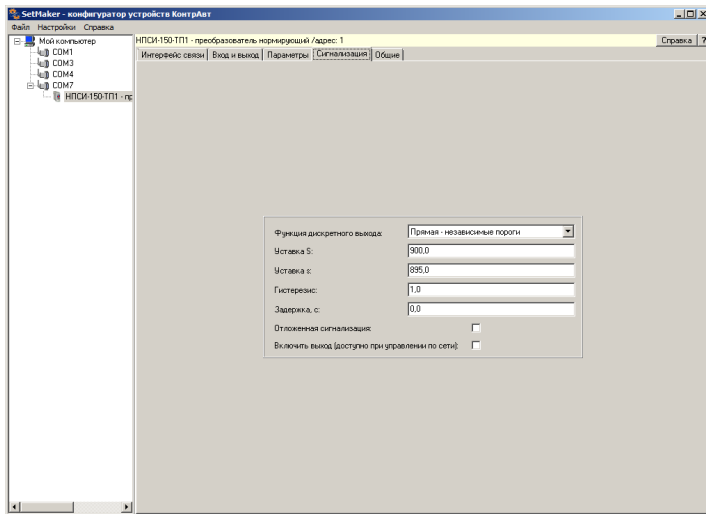 SetMaker - конфигуратор устройств КонтрАвт
Файл Настройки Справка
Мой компьютер
COM1
COM3
COM4
COM7
НПСИ-150-ТП1 - пр
НПСИ-150-ТП1 - преобразователь нормирующий /адрес: 1
Справка ?
Интерфейс связи Вход и выход Параметры Сигнализация Общие
Функция дискретного выхода: Прямая - независимые пороги
Уставка S: 900,0
Уставка s: 895,0
Гистерезис: 1,0
Задержка, с: 0,0
Отложенная сигнализация:
Включить выход (доступно при управлении по сети):